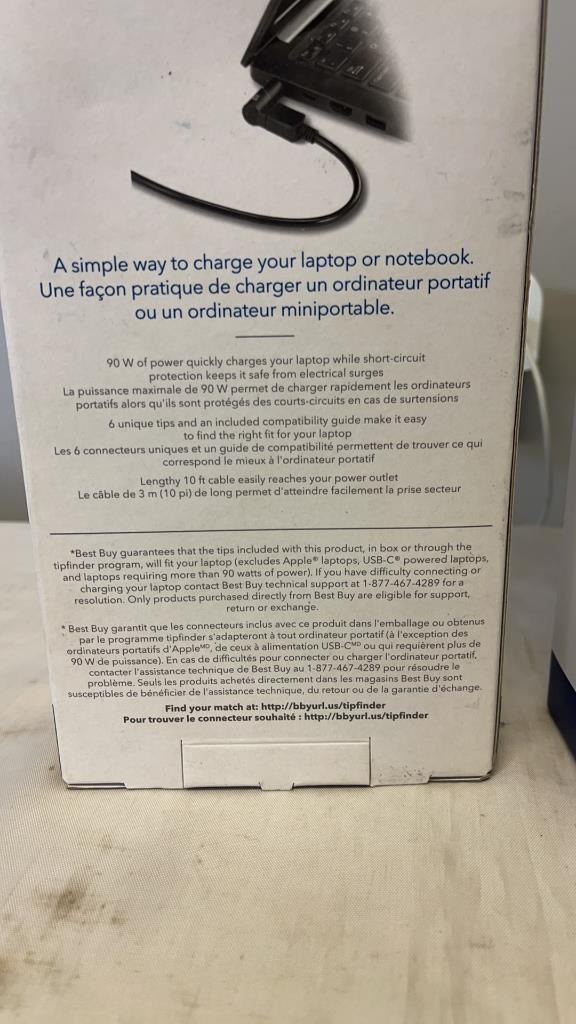 A simple way to charge your laptop or notebook.
Une façon pratique de charger un ordinateur portatif
ou un ordinateur miniportable.
90 W of power quickly charges your laptop while short-circuit
protection keeps it safe from electrical surges
La puissance maximale de 90 W permet de charger rapidement les ordinateurs
portatifs alors qu'ils sont protégés des courts-circuits en cas de surtensions
6 unique tips and an included compatibility guide make it easy
to find the right fit for your laptop
Les 6 connecteurs uniques et un guide de compatibilité permettent de trouver ce qui
correspond le mieux à l'ordinateur portatif
Lengthy 10 ft cable easily reaches your power outlet
Le câble de 3 m (10 pi) de long permet d'atteindre facilement la prise secteur
*Best Buy guarantees that the tips included with this product, in box or through the
tipfinder program, will fit your laptop (excludes Apple® laptops, USB-C® powered laptops,
and laptops requiring more than 90 watts of power). If you have difficulty connecting or
charging your laptop contact Best Buy technical support at 1-877-467-4289 for a
resolution. Only products purchased directly from Best Buy are eligible for support,
return or exchange.
* Best Buy garantit que les connecteurs inclus avec ce produit dans l'emballage ou obtenus
par le programme tipfinder s'adapteront à tout ordinateur portatif (à l'exception des
ordinateurs portatifs d'Apple MD, de ceux à alimentation USB-C MD ou qui requièrent plus de
90 W de puissance). En cas de difficultés pour connecter ou charger l'ordinateur portatif,
contacter l'assistance technique de Best Buy au 1-877-467-4289 pour résoudre le
problème. Seuls les produits achetés directement dans les magasins Best Buy sont
susceptibles de bénéficier de l'assistance technique, du retour ou de la garantie d'échange.
Find your match at: http://bbyurl.us/tipfinder
Pour trouver le connecteur souhaité : http://bbyurl.us/tipfinder